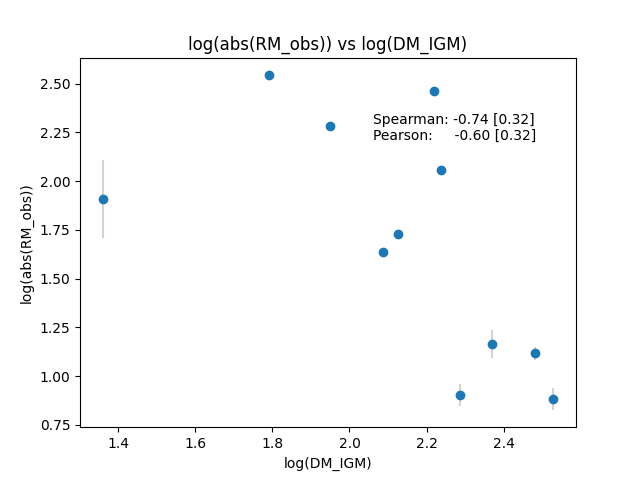 log(abs(RM_obs)) vs log(DM_IGM)
2.50
Spearman: -0.74 [0.32]
2.25
Pearson: -0.60 [0.32]
2.00
1.75
1.50
1.25
1.00
0.75
log(abs(RM_obs))
1.4 1.6 1.8 2.0 2.2 2.4
log(DM_IGM)